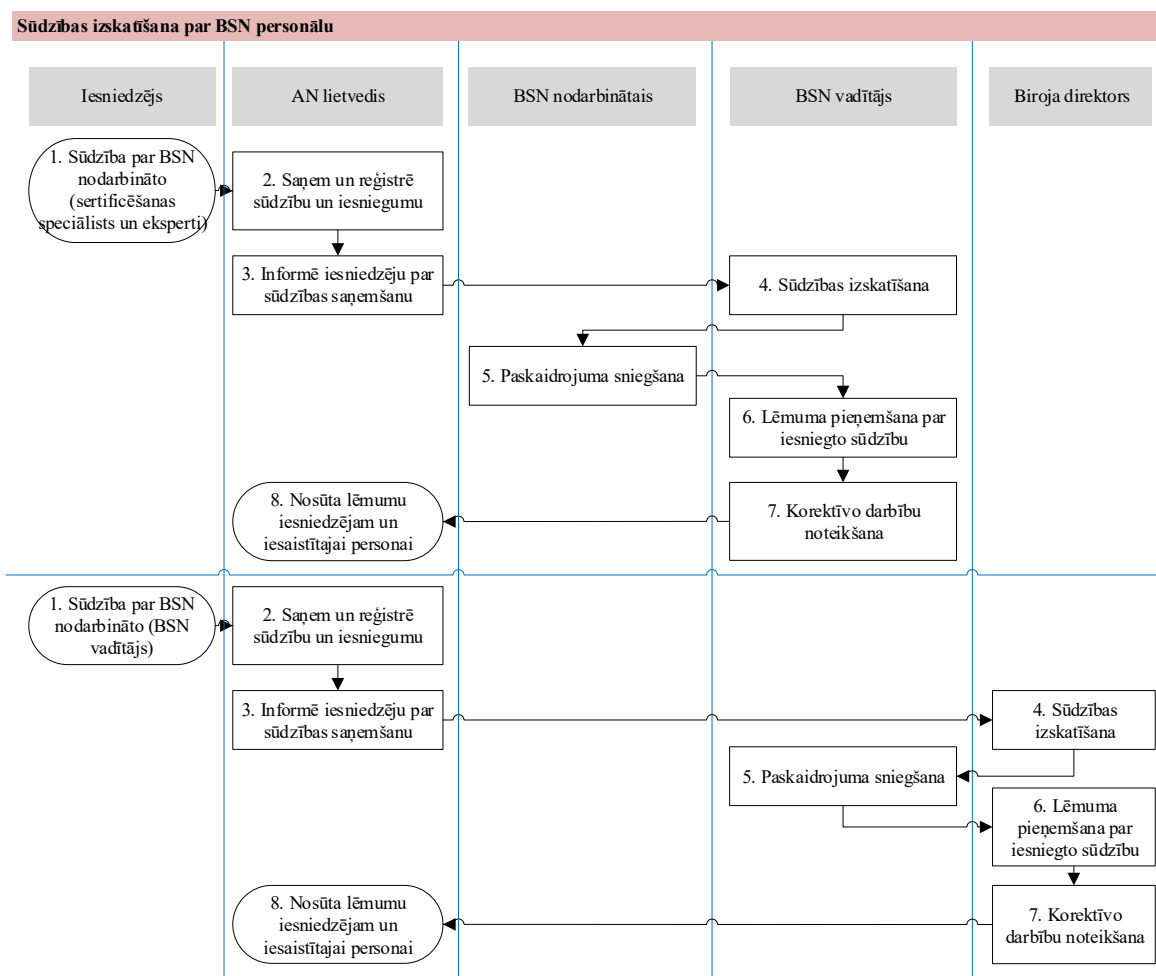 Sūdzības izskatīšana par BSN personālu
Iesniedzējs
AN lietvedis
BSN nodarbinātais
BSN vadītājs
Biroja direktors
1. Sūdzība par BSN
nodarbināto
(sertificēšanas
speciālists un eksperti)
2. Saņem un reģistrē
sūdzību un iesniegumu
3. Informē iesniedzēju par
sūdzības saņemšanu
4. Sūdzības izskatīšana
5. Paskaidrojuma sniegšana
6. Lēmuma pieņemšana par
iesniegto sūdzību
7. Korektīvo darbību
noteikšana
8. Nosūta lēmumu
iesniedzējam un
iesaistītajai personai
1. Sūdzība par BSN
nodarbināto (BSN
vadītājs)
2. Saņem un reģistrē
sūdzību un iesniegumu
3. Informē iesniedzēju par
sūdzības saņemšanu
4. Sūdzības
izskatīšana
5. Paskaidrojuma sniegšana
6. Lēmuma
pieņemšana par
iesniegto sūdzību
7. Korektīvo
darbību noteikšana
8. Nosūta lēmumu
iesniedzējam un
iesaistītajai personai